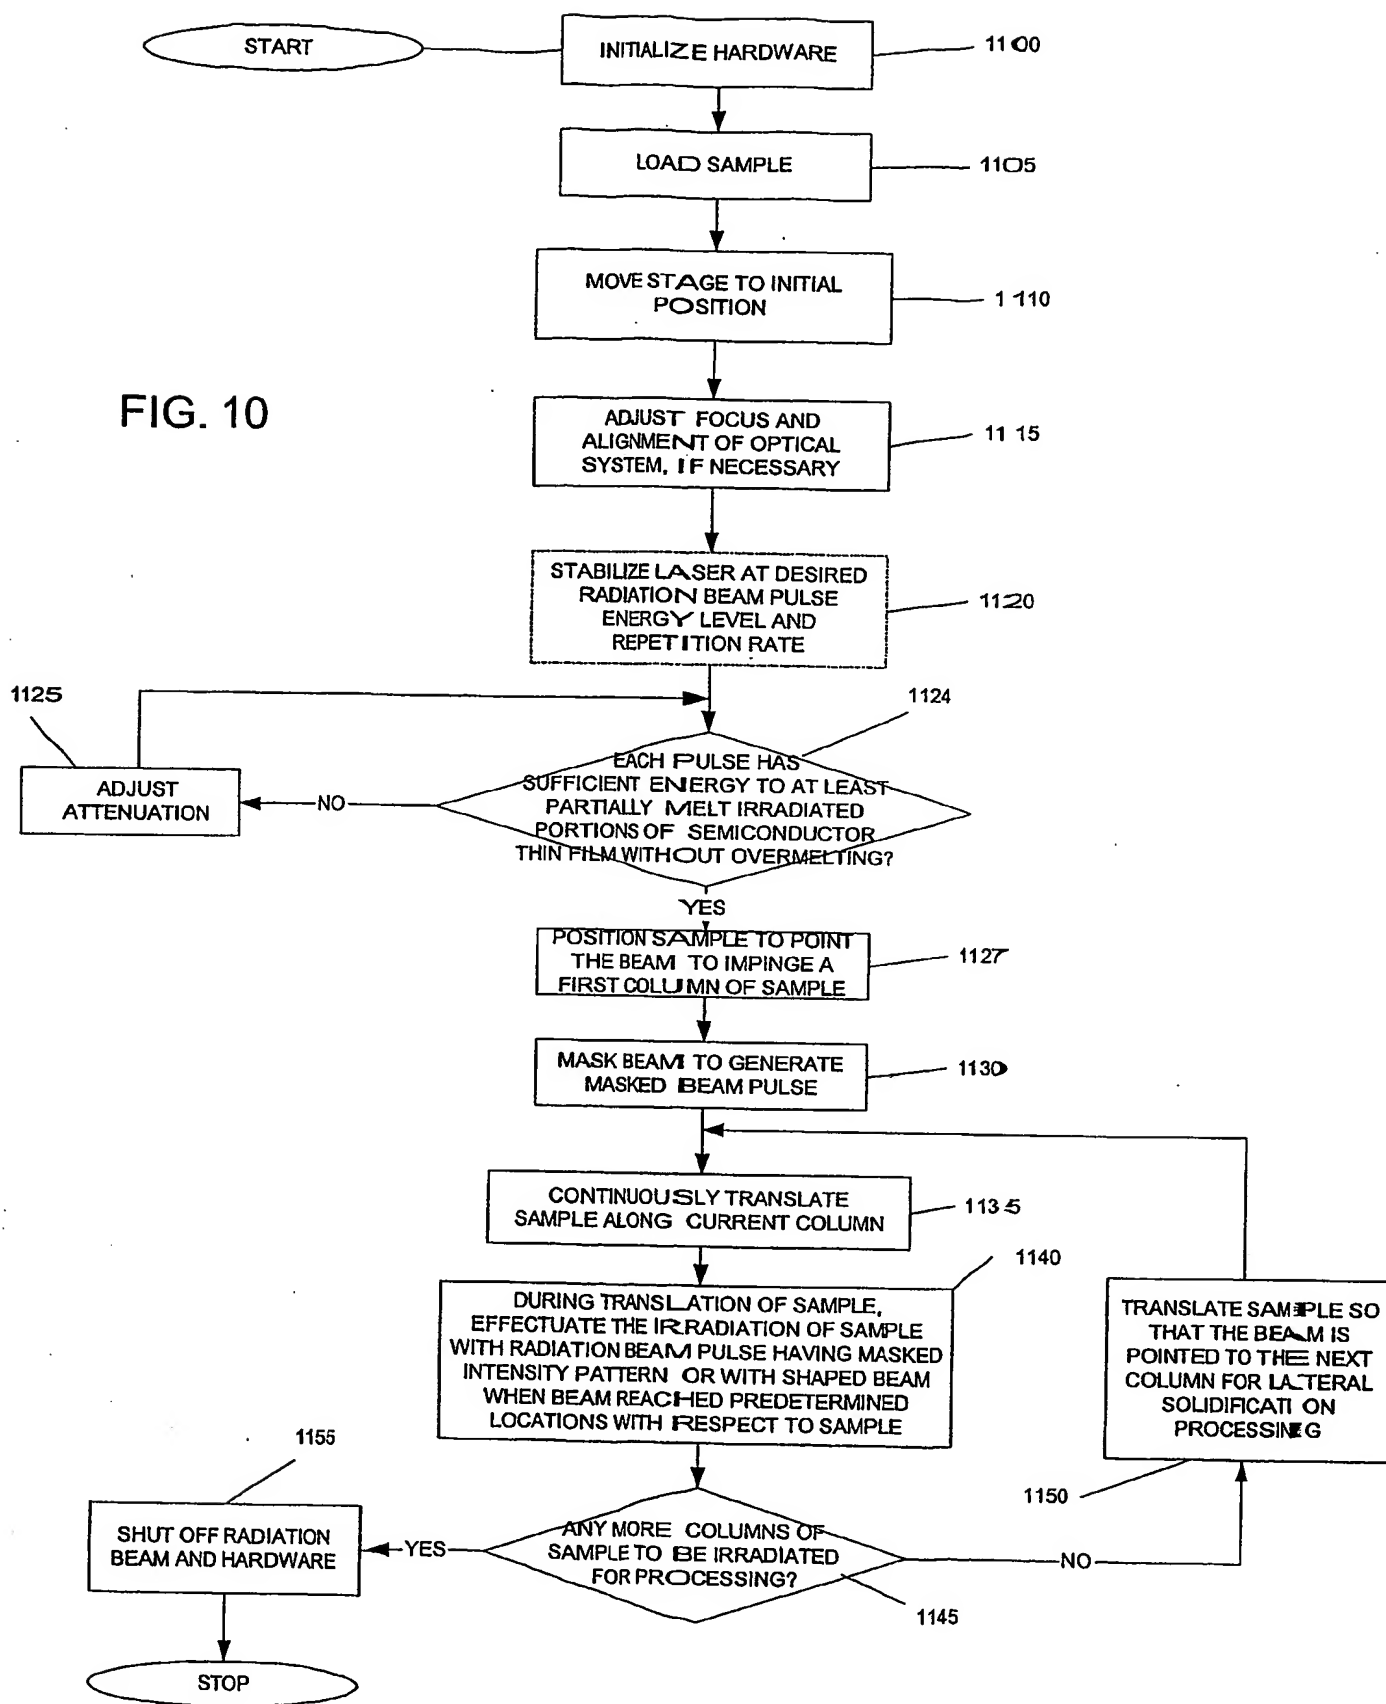 START
INITIALIZE HARDWARE
1100
LOAD SAMPLE
1105
MOVE STAGE TO INITIAL
POSITION
1110
FIG. 10
ADJUST FOCUS AND
ALIGNMENT OF OPTICAL
SYSTEM, IF NECESSARY
1115
STABILIZE LASER AT DESIRED
RADIATION BEAM PULSE
ENERGY LEVEL AND
REPETITION RATE
1120
1125
1124
ADJUST
ATTENUATION
NO
EACH PULSE HAS
SUFFICIENT ENERGY TO AT LEAST
PARTIALLY MELT IRRADIATED
PORTIONS OF SEMICONDUCTOR
THIN FILM WITHOUT OVERMELTING?
YES
POSITION SAMPLE TO POINT
THE BEAM TO IMPINGE A
FIRST COLUMN OF SAMPLE
1127
MASK BEAM TO GENERATE
MASKED BEAM PULSE
1130
CONTINUOUSLY TRANSLATE
SAMPLE ALONG CURRENT COLUMN
1135
1140
DURING TRANSLATION OF SAMPLE,
EFFECTUATE THE IRRADIATION OF SAMPLE
WITH RADIATION BEAM PULSE HAVING MASKED
INTENSITY PATTERN OR WITH SHAPED BEAM
WHEN BEAM REACHED PREDETERMINED
LOCATIONS WITH RESPECT TO SAMPLE
TRANSLATE SAMPLE SO
THAT THE BEAM IS
POINTED TO THE NEXT
COLUMN FOR LATERAL
SOLIDIFICATION
PROCESSING
1150
1155
SHUT OFF RADIATION
BEAM AND HARDWARE
YES
ANY MORE COLUMNS OF
SAMPLE TO BE IRRADIATED
FOR PROCESSING?
NO
1145
STOP